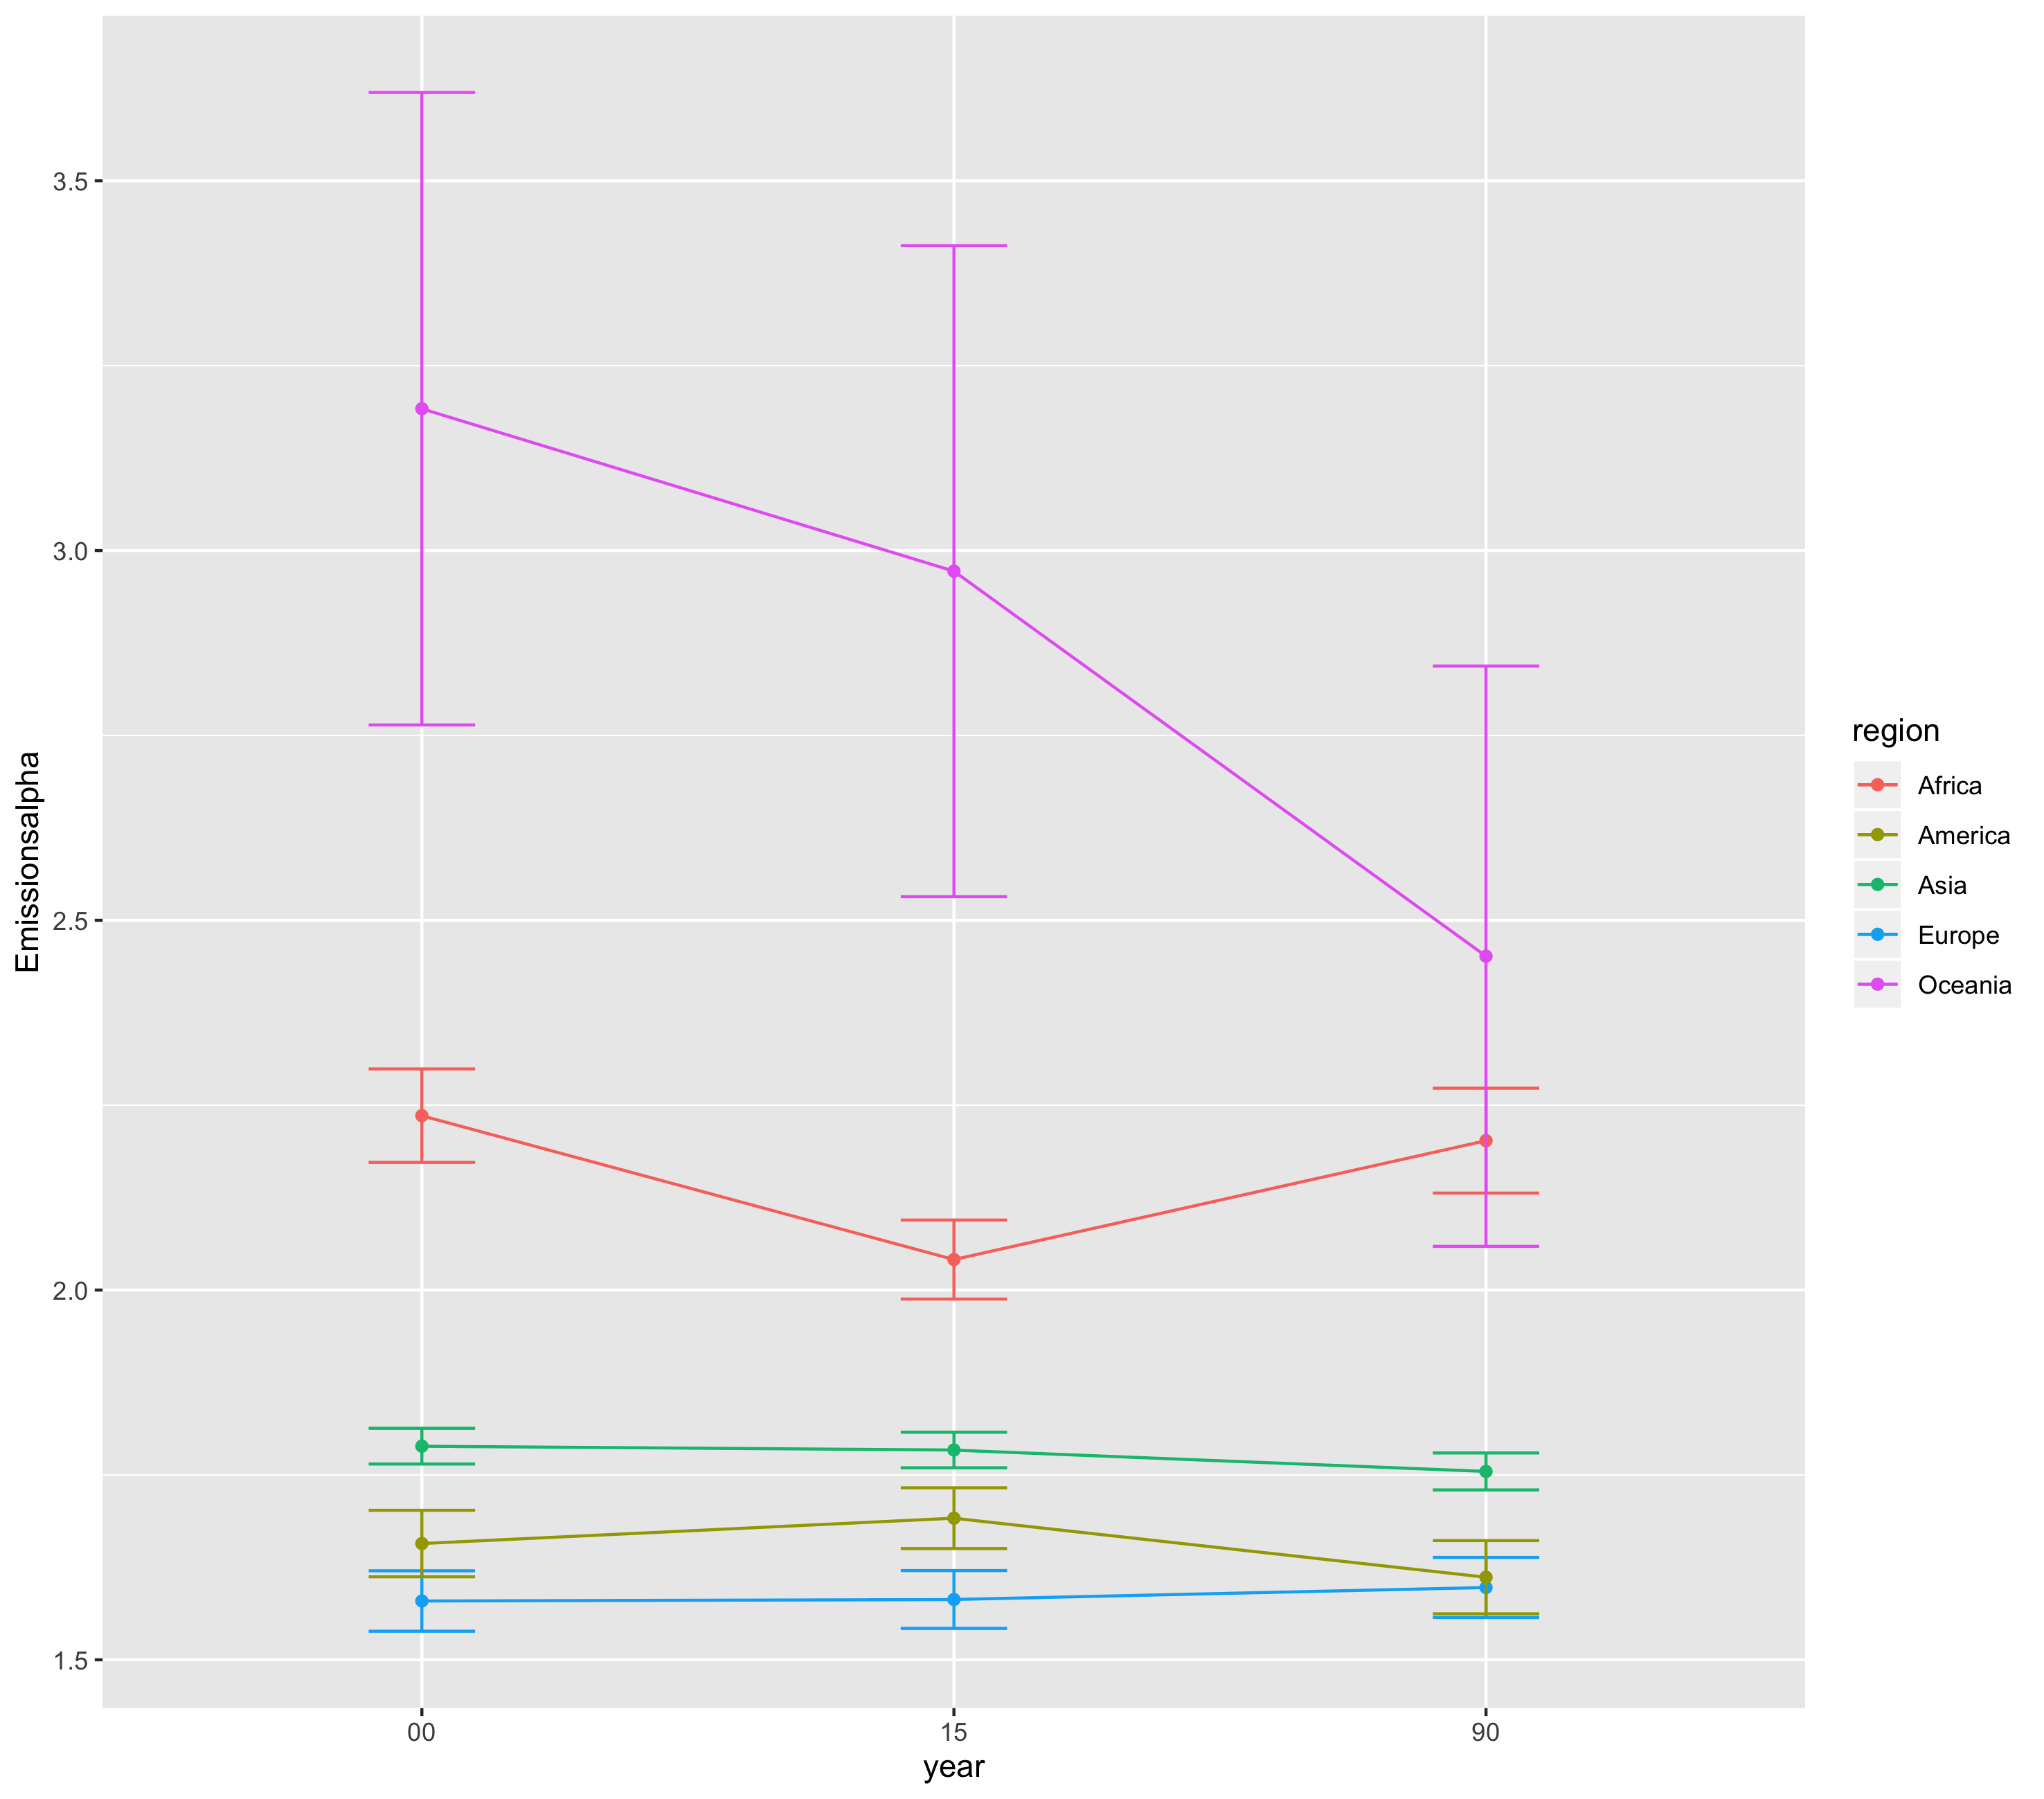 3.5
3.0
2.5
2.0
1.5
Emissionsalpha
00 15 90
year
region
Africa
America
Asia
Europe
Oceania